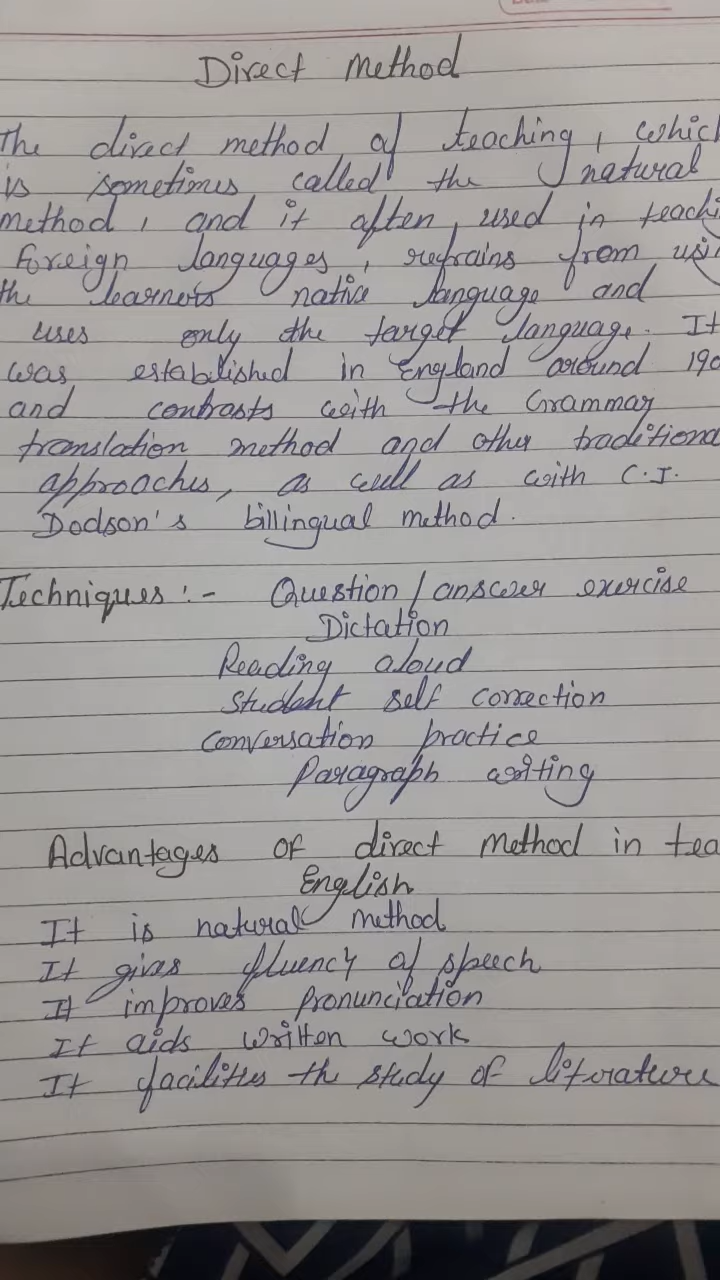 Direct Method
The direct method of teaching, which
is sometimes called the natural
method, and it often used in teachi
foreign languages, refrains from usi
the learners native language and
uses only the target language. It
was established in England around 190
and contrasts with the Grammar
translation method and other traditiona
approaches, as well as with C.J.
Dodson's billingual method.
Techniques :- Question / answer exercise
Dictation
Reading aloud
Student self correction
Conversation practice
Paragraph writing
Advantages of direct method in tea
English
It is natural method
It gives fluency of speech
It improves pronunciation
It aids written work
It facilities the study of literature